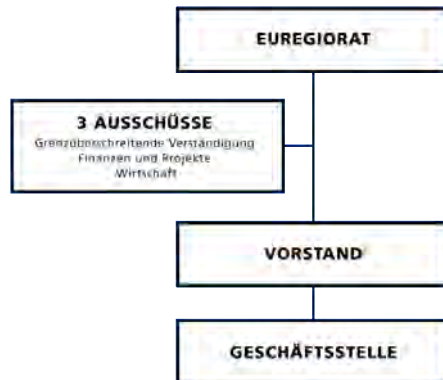 EUREGIORAT
3 AUSSCHÜSSE
Grenzüberschreitende Verständigung
Finanzen und Projekte
Wirtschaft
VORSTAND
GESCHÄFTSSTELLE